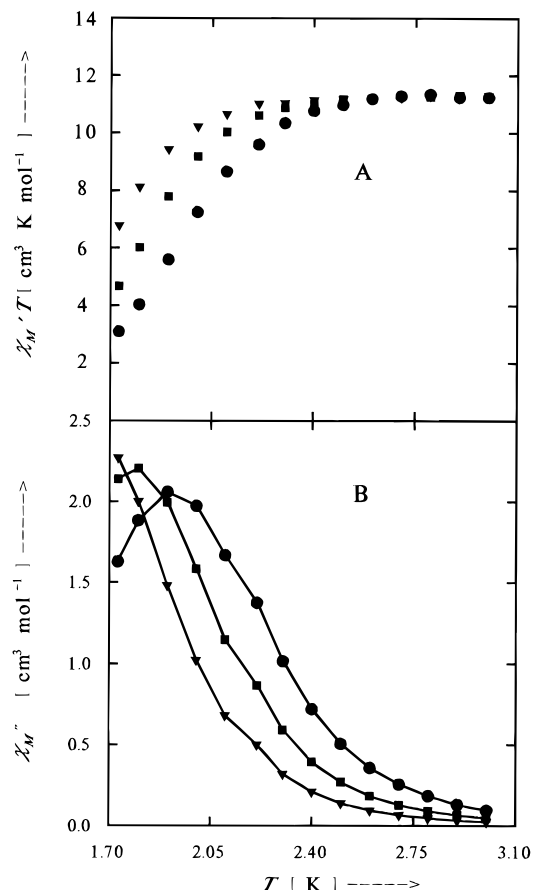 14
12
10
8
6
4
2
χM′ T [ cm³ K mol⁻¹ ] ----->
A
2.5
2.0
1.5
1.0
0.5
0.0
χM″ [ cm³ mol⁻¹ ] ----->
B
1.70 2.05 2.40 2.75 3.10
T [ K ] ----->